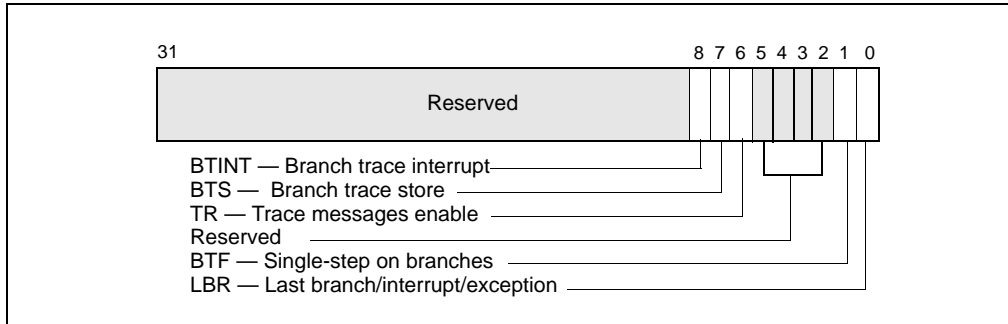 31 8 7 6 5 4 3 2 1 0
Reserved
BTINT — Branch trace interrupt
BTS — Branch trace store
TR — Trace messages enable
Reserved
BTF — Single-step on branches
LBR — Last branch/interrupt/exception